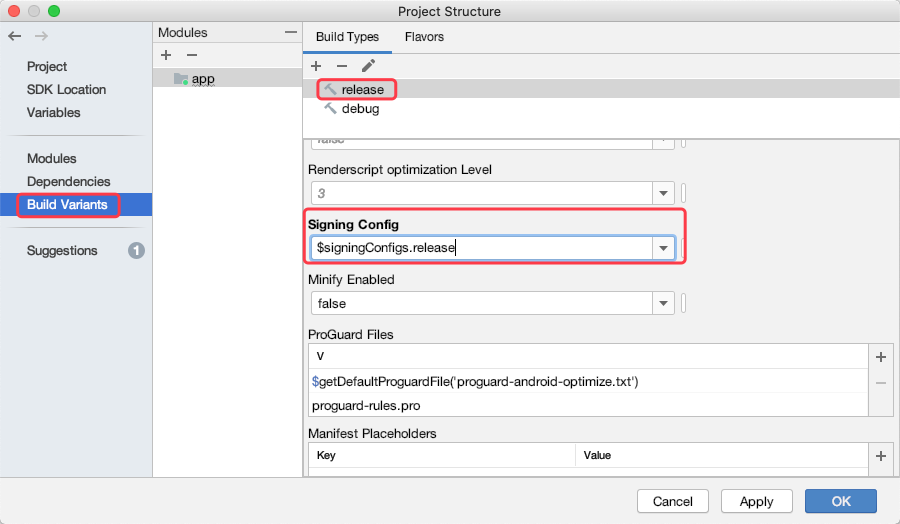 Project Structure
Project
SDK Location
Variables
Modules
Dependencies
Build Variants
Suggestions
1
Modules
app
Build Types
Flavors
release
debug
false
Renderscript optimization Level
3
Signing Config
$signingConfigs.release
Minify Enabled
false
ProGuard Files
V
$getDefaultProguardFile('proguard-android-optimize.txt')
proguard-rules.pro
Manifest Placeholders
Key Value
Cancel Apply OK